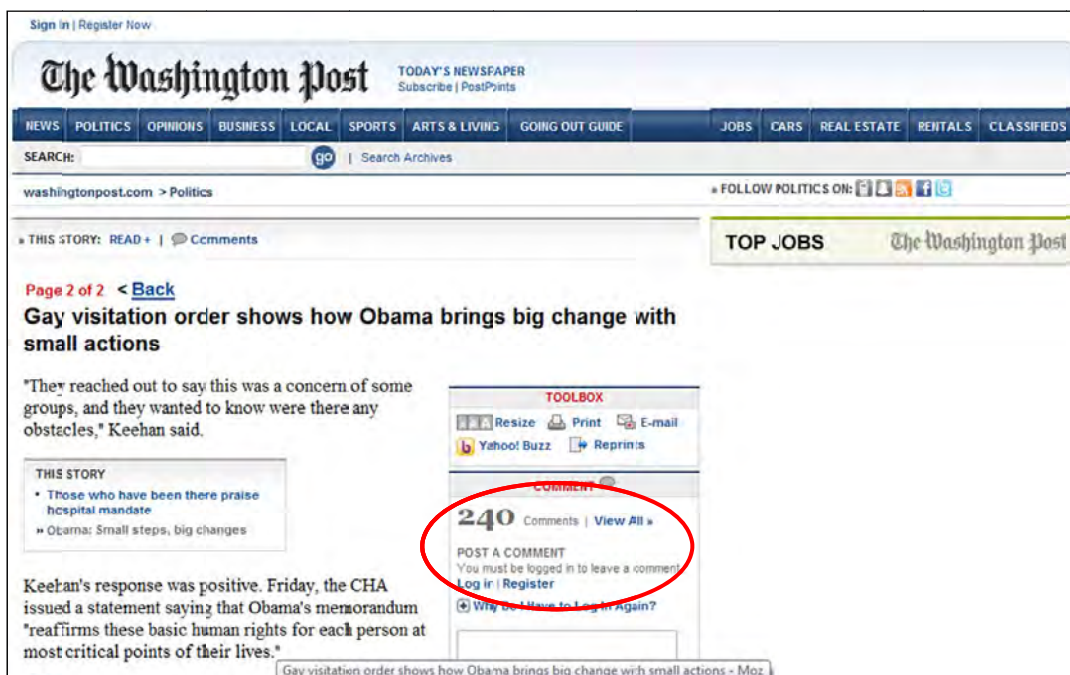 Sign in | Register Now
The Washington Post
TODAY'S NEWSPAPER
Subscribe | PostPoints
NEWS POLITICS OPINIONS BUSINESS LOCAL SPORTS ARTS & LIVING GOING OUT GUIDE JOBS CARS REAL ESTATE RENTALS CLASSIFIEDS
SEARCH: go | Search Archives
washingtonpost.com > Politics
» FOLLOW POLITICS ON:
» THIS STORY: READ + | Comments
TOP JOBS The Washington Post
Page 2 of 2 < Back
Gay visitation order shows how Obama brings big change with
small actions
"They reached out to say this was a concern of some
groups, and they wanted to know were there any
obstacles," Keehan said.
THIS STORY
• Those who have been there praise
hospital mandate
» Obama: Small steps, big changes
Keehan's response was positive. Friday, the CHA
issued a statement saying that Obama's memorandum
"reaffirms these basic human rights for each person at
most critical points of their lives."
TOOLBOX
Resize Print E-mail
Yahoo! Buzz Reprints
COMMENT
240 Comments | View All »
POST A COMMENT
You must be logged in to leave a comment
Log in | Register
Why Do I Have to Log In Again?
Gay visitation order shows how Obama brings big change with small actions - Moz